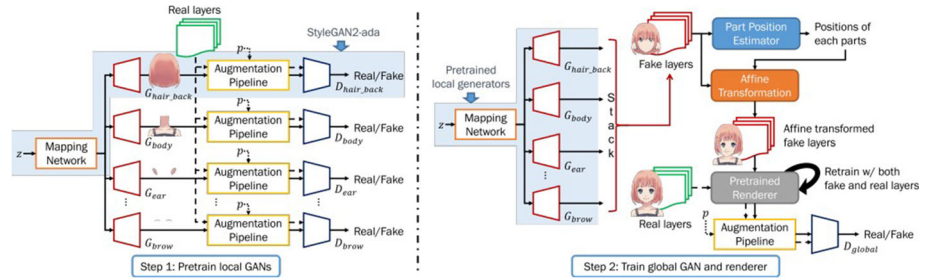 Real layers
StyleGAN2-ada
p
Augmentation
Pipeline
Real/Fake
G_hair_back
D_hair_back
Augmentation
Pipeline
Real/Fake
G_body
D_body
z
Mapping
Network
Augmentation
Pipeline
Real/Fake
G_ear
D_ear
Augmentation
Pipeline
Real/Fake
G_brow
D_brow
p
p
p
Step 1: Pretrain local GANs
Pretrained
local generators
z
Mapping
Network
G_hair_back
G_body
G_ear
G_brow
Stack
Fake layers
Part Position
Estimator
Positions of
each parts
Affine
Transformation
Affine transformed
fake layers
Real layers
Pretrained
Renderer
Retrain w/ both
fake and real layers
p
Augmentation
Pipeline
Real/Fake
D_global
Step 2: Train global GAN and renderer